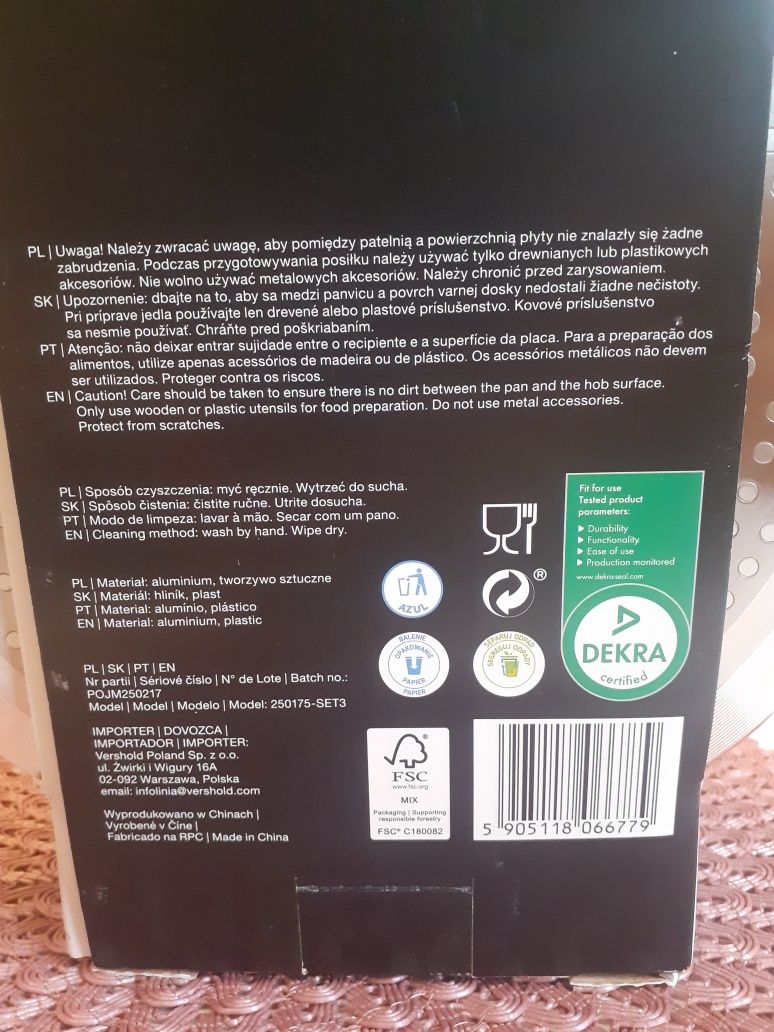 PL | Uwaga! Należy zwracać uwagę, aby pomiędzy patelnią a powierzchnią płyty nie znalazły się żadne
zabrudzenia. Podczas przygotowywania posiłku należy używać tylko drewnianych lub plastikowych
akcesoriów. Nie wolno używać metalowych akcesoriów. Należy chronić przed zarysowaniem.
SK | Upozornenie: dbajte na to, aby sa medzi panvicu a povrch varnej dosky nedostali žiadne nečistoty.
Pri príprave jedla používajte len drevené alebo plastové príslušenstvo. Kovové príslušenstvo
sa nesmie používať. Chráňte pred poškriabaním.
PT | Atenção: não deixar entrar sujidade entre o recipiente e a superfície da placa. Para a preparação dos
alimentos, utilize apenas acessórios de madeira ou de plástico. Os acessórios metálicos não devem
ser utilizados. Proteger contra os riscos.
EN | Caution! Care should be taken to ensure there is no dirt between the pan and the hob surface.
Only use wooden or plastic utensils for food preparation. Do not use metal accessories.
Protect from scratches.
PL | Sposób czyszczenia: myć ręcznie. Wytrzeć do sucha.
SK | Spôsob čistenia: čistite ručne. Utrite dosucha.
PT | Modo de limpeza: lavar à mão. Secar com um pano.
EN | Cleaning method: wash by hand. Wipe dry.
Fit for use
Tested product
parameters:
Durability
Functionality
Ease of use
Production monitored
www.dekra-seal.com
DEKRA
certified
PL | Materiał: aluminium, tworzywo sztuczne
SK | Materiál: hliník, plast
PT | Material: alumínio, plástico
EN | Material: aluminium, plastic
AZUL
®
BALENIE
OPAKOWANIE
PAPIER
PAPIER
SEPARUJ ODPAD
SEGREGUJ ODPADY
PL | SK | PT | EN
Nr partii | Sériové číslo | N° de Lote | Batch no.:
POJM250217
Model | Model | Modelo | Model: 250175-SET3
IMPORTER | DOVOZCA |
IMPORTADOR | IMPORTER:
Vershold Poland Sp. z o.o.
ul. Żwirki i Wigury 16A
02-092 Warszawa, Polska
email: infolinia@vershold.com
Wyprodukowano w Chinach |
Vyrobené v Číne |
Fabricado na RPC | Made in China
®
FSC
www.fsc.org
MIX
Packaging | Supporting
responsible forestry
FSC® C180082
5 905118 066779